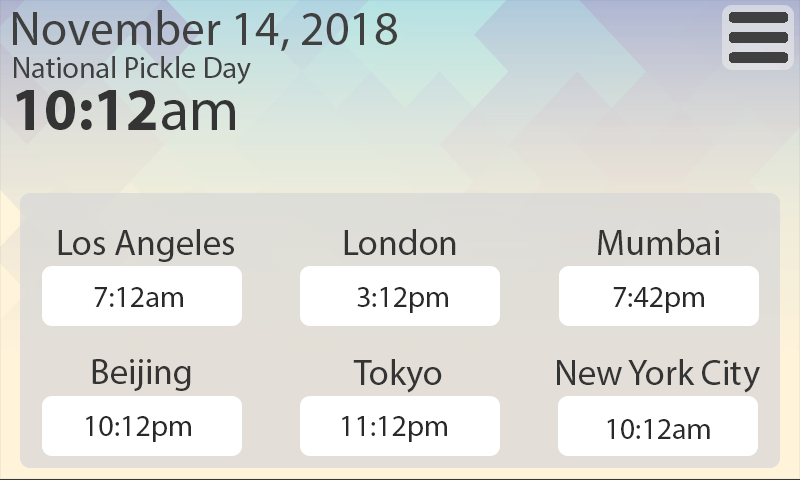 November 14, 2018
National Pickle Day
10:12am
Los Angeles
London
Mumbai
7:12am
3:12pm
7:42pm
Beijing
Tokyo
New York City
10:12pm
11:12pm
10:12am